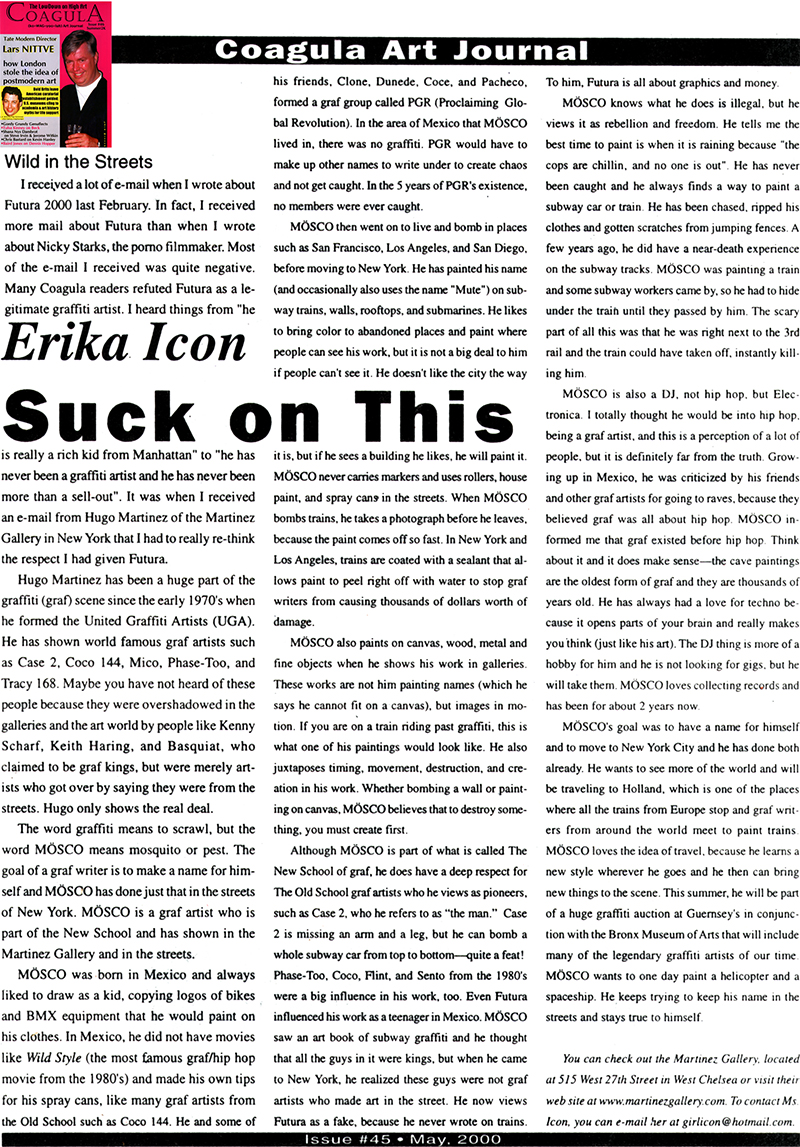 The LowDown on High Art
COAGULA
Tate Modern Director
Lars NITTVE
how London
stole the idea of
postmodern art
Coagula Art Journal
Wild in the Streets
I received a lot of e-mail when I wrote about
Futura 2000 last February. In fact, I received
more mail about Futura than when I wrote
about Nicky Starks, the porno filmmaker. Most
of the e-mail I received was quite negative.
Many Coagula readers refuted Futura as a le-
gitimate graffiti artist. I heard things from "he
Erika Icon
Suck on This
is really a rich kid from Manhattan" to "he has
never been a graffiti artist and he has never been
more than a sell-out". It was when I received
an e-mail from Hugo Martinez of the Martinez
Gallery in New York that I had to really re-think
the respect I had given Futura.
Hugo Martinez has been a huge part of the
graffiti (graf) scene since the early 1970's when
he formed the United Graffiti Artists (UGA).
He has shown world famous graf artists such
as Case 2, Coco 144, Mico, Phase-Too, and
Tracy 168. Maybe you have not heard of these
people because they were overshadowed in the
galleries and the art world by people like Kenny
Scharf, Keith Haring, and Basquiat, who
claimed to be graf kings, but were merely art-
ists who got over by saying they were from the
streets. Hugo only shows the real deal.
The word graffiti means to scrawl, but the
word MÖSCO means mosquito or pest. The
goal of a graf writer is to make a name for him-
self and MÖSCO has done just that in the streets
of New York. MÖSCO is a graf artist who is
part of the New School and has shown in the
Martinez Gallery and in the streets.
MÖSCO was born in Mexico and always
liked to draw as a kid, copying logos of bikes
and BMX equipment that he would paint on
his clothes. In Mexico, he did not have movies
like Wild Style (the most famous graf/hip hop
movie from the 1980's) and made his own tips
for his spray cans, like many graf artists from
the Old School such as Coco 144. He and some of
his friends, Clone, Dunede, Coce, and Pacheco,
formed a graf group called PGR (Proclaiming Glo-
bal Revolution). In the area of Mexico that MÖSCO
lived in, there was no graffiti. PGR would have to
make up other names to write under to create chaos
and not get caught. In the 5 years of PGR's existence,
no members were ever caught.
MÖSCO then went on to live and bomb in places
such as San Francisco, Los Angeles, and San Diego,
before moving to New York. He has painted his name
(and occasionally also uses the name "Mute") on sub-
way trains, walls, rooftops, and submarines. He likes
to bring color to abandoned places and paint where
people can see his work, but it is not a big deal to him
if people can't see it. He doesn't like the city the way
it is, but if he sees a building he likes, he will paint it.
MÖSCO never carries markers and uses rollers, house
paint, and spray cans in the streets. When MÖSCO
bombs trains, he takes a photograph before he leaves,
because the paint comes off so fast. In New York and
Los Angeles, trains are coated with a sealant that al-
lows paint to peel right off with water to stop graf
writers from causing thousands of dollars worth of
damage.
MÖSCO also paints on canvas, wood, metal and
fine objects when he shows his work in galleries.
These works are not him painting names (which he
says he cannot fit on a canvas), but images in mo-
tion. If you are on a train riding past graffiti, this is
what one of his paintings would look like. He also
juxtaposes timing, movement, destruction, and cre-
ation in his work. Whether bombing a wall or paint-
ing on canvas, MÖSCO believes that to destroy some-
thing, you must create first.
Although MÖSCO is part of what is called The
New School of graf, he does have a deep respect for
The Old School graf artists who he views as pioneers,
such as Case 2, who he refers to as "the man." Case
2 is missing an arm and a leg, but he can bomb a
whole subway car from top to bottom—quite a feat!
Phase-Too, Coco, Flint, and Sento from the 1980's
were a big influence in his work, too. Even Futura
influenced his work as a teenager in Mexico. MÖSCO
saw an art book of subway graffiti and he thought
that all the guys in it were kings, but when he came
to New York, he realized these guys were not graf
artists who made art in the street. He now views
Futura as a fake, because he never wrote on trains.
To him, Futura is all about graphics and money.
MÖSCO knows what he does is illegal, but he
views it as rebellion and freedom. He tells me the
best time to paint is when it is raining because "the
cops are chillin, and no one is out". He has never
been caught and he always finds a way to paint a
subway car or train. He has been chased, ripped his
clothes and gotten scratches from jumping fences. A
few years ago, he did have a near-death experience
on the subway tracks. MÖSCO was painting a train
and some subway workers came by, so he had to hide
under the train until they passed by him. The scary
part of all this was that he was right next to the 3rd
rail and the train could have taken off, instantly kill-
ing him.
MÖSCO is also a DJ, not hip hop, but Elec-
tronica. I totally thought he would be into hip hop,
being a graf artist, and this is a perception of a lot of
people, but it is definitely far from the truth. Grow-
ing up in Mexico, he was criticized by his friends
and other graf artists for going to raves, because they
believed graf was all about hip hop. MÖSCO in-
formed me that graf existed before hip hop. Think
about it and it does make sense—the cave paintings
are the oldest form of graf and they are thousands of
years old. He has always had a love for techno be-
cause it opens parts of your brain and really makes
you think (just like his art). The DJ thing is more of a
hobby for him and he is not looking for gigs, but he
will take them. MÖSCO loves collecting records and
has been for about 2 years now.
MÖSCO's goal was to have a name for himself
and to move to New York City and he has done both
already. He wants to see more of the world and will
be traveling to Holland, which is one of the places
where all the trains from Europe stop and graf writ-
ers from around the world meet to paint trains.
MÖSCO loves the idea of travel, because he learns a
new style wherever he goes and he then can bring
new things to the scene. This summer, he will be part
of a huge graffiti auction at Guernsey's in conjunc-
tion with the Bronx Museum of Arts that will include
many of the legendary graffiti artists of our time.
MÖSCO wants to one day paint a helicopter and a
spaceship. He keeps trying to keep his name in the
streets and stays true to himself.
You can check out the Martinez Gallery, located
at 515 West 27th Street in West Chelsea or visit their
web site at www.martinezgallery.com. To contact Ms.
Icon, you can e-mail her at girlicon@hotmail.com.
Issue #45 • May, 2000